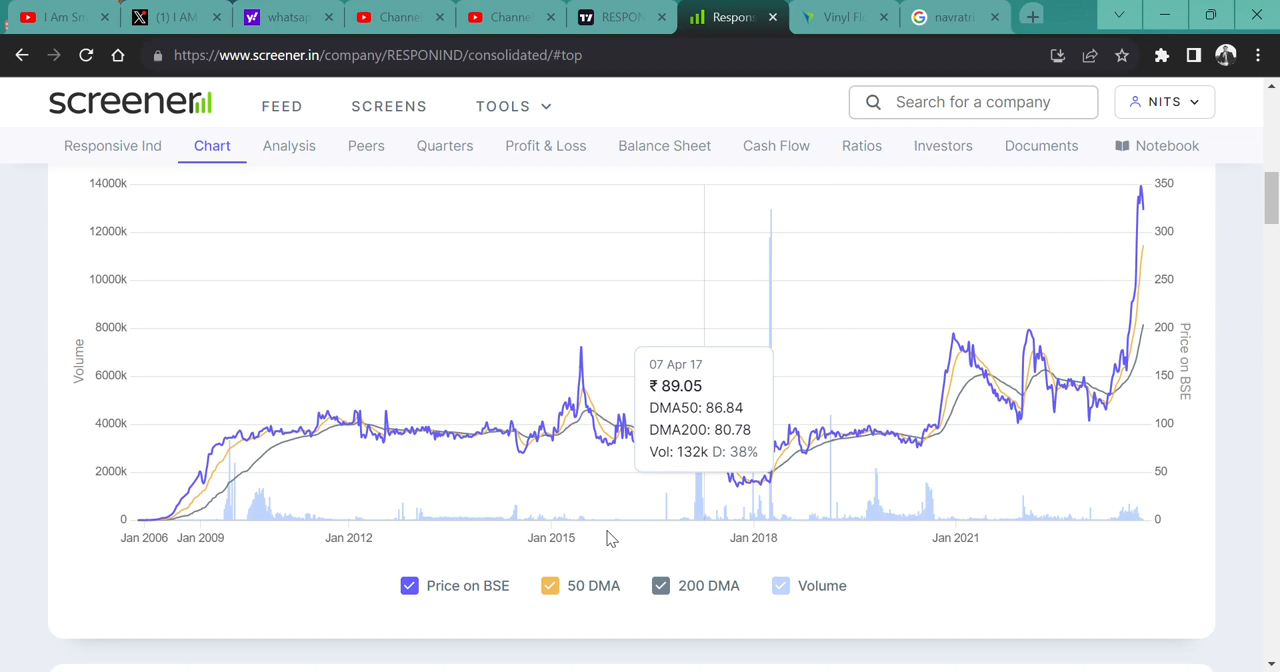 I Am Sm
(1) I AM
whatsap
Channe
Channe
RESPON
Respons
Vinyl Flo
navratri
https://www.screener.in/company/RESPONIND/consolidated/#top
screener
FEED
SCREENS
TOOLS
Search for a company
NITS
Responsive Ind
Chart
Analysis
Peers
Quarters
Profit & Loss
Balance Sheet
Cash Flow
Ratios
Investors
Documents
Notebook
14000k
350
12000k
300
10000k
250
8000k
200
6000k
150
4000k
100
2000k
50
0
0
Volume
Price on BSE
07 Apr 17
₹ 89.05
DMA50: 86.84
DMA200: 80.78
Vol: 132k D: 38%
Jan 2006
Jan 2009
Jan 2012
Jan 2015
Jan 2018
Jan 2021
Price on BSE
50 DMA
200 DMA
Volume